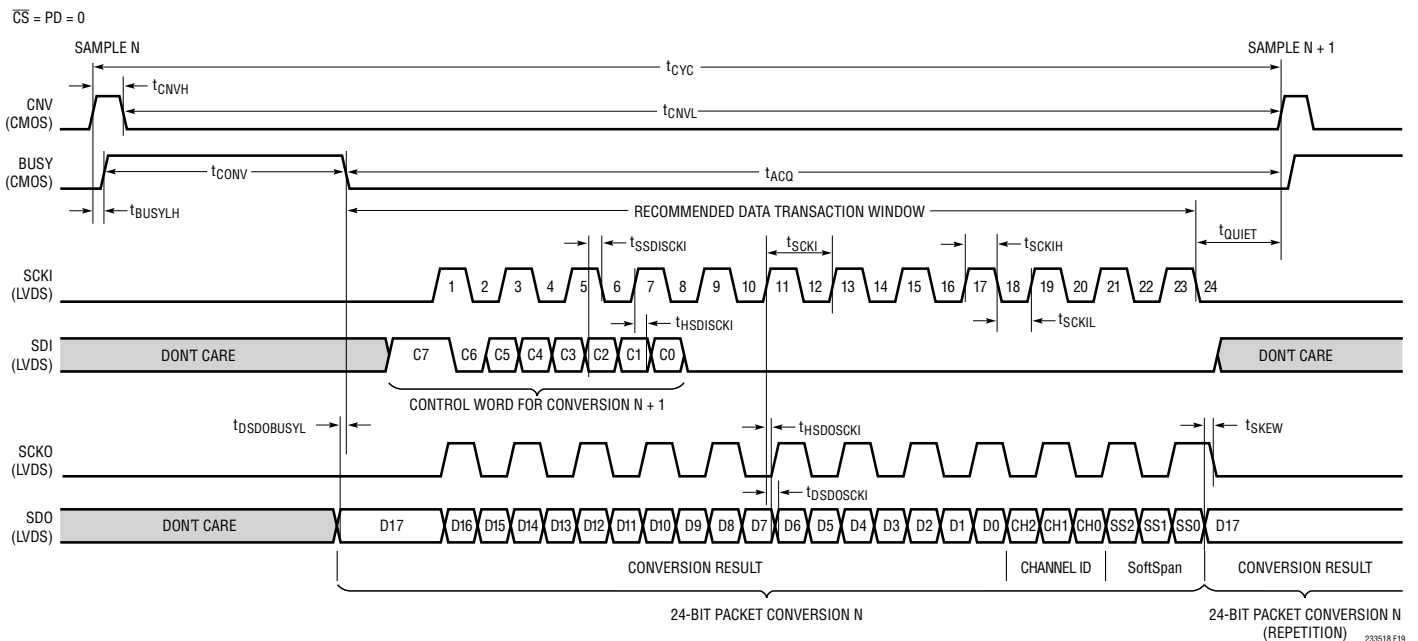 CS = PD = 0
SAMPLE N
SAMPLE N + 1
tCYC
tCNVH
CNV
(CMOS)
tCNVL
BUSY
(CMOS)
tCONV
tACQ
tBUSYLH
RECOMMENDED DATA TRANSACTION WINDOW
tQUIET
tSSDISCKI
tSCKI
tSCKIH
SCKI
(LVDS)
1 2 3 4 5 6 7 8 9 10 11 12 13 14 15 16 17 18 19 20 21 22 23 24
tHSDISCKI
tSCKIL
SDI
(LVDS)
DON'T CARE C7 C6 C5 C4 C3 C2 C1 C0 DON'T CARE
CONTROL WORD FOR CONVERSION N + 1
tDSDOBUSYL
tHSDOSCKI
tSKEW
SCKO
(LVDS)
tDSDOSCKI
SDO
(LVDS)
DON'T CARE D17 D16 D15 D14 D13 D12 D11 D10 D9 D8 D7 D6 D5 D4 D3 D2 D1 D0 CH2 CH1 CH0 SS2 SS1 SS0 D17
CONVERSION RESULT CHANNEL ID SoftSpan CONVERSION RESULT
24-BIT PACKET CONVERSION N
24-BIT PACKET CONVERSION N
(REPETITION)
233518 F19